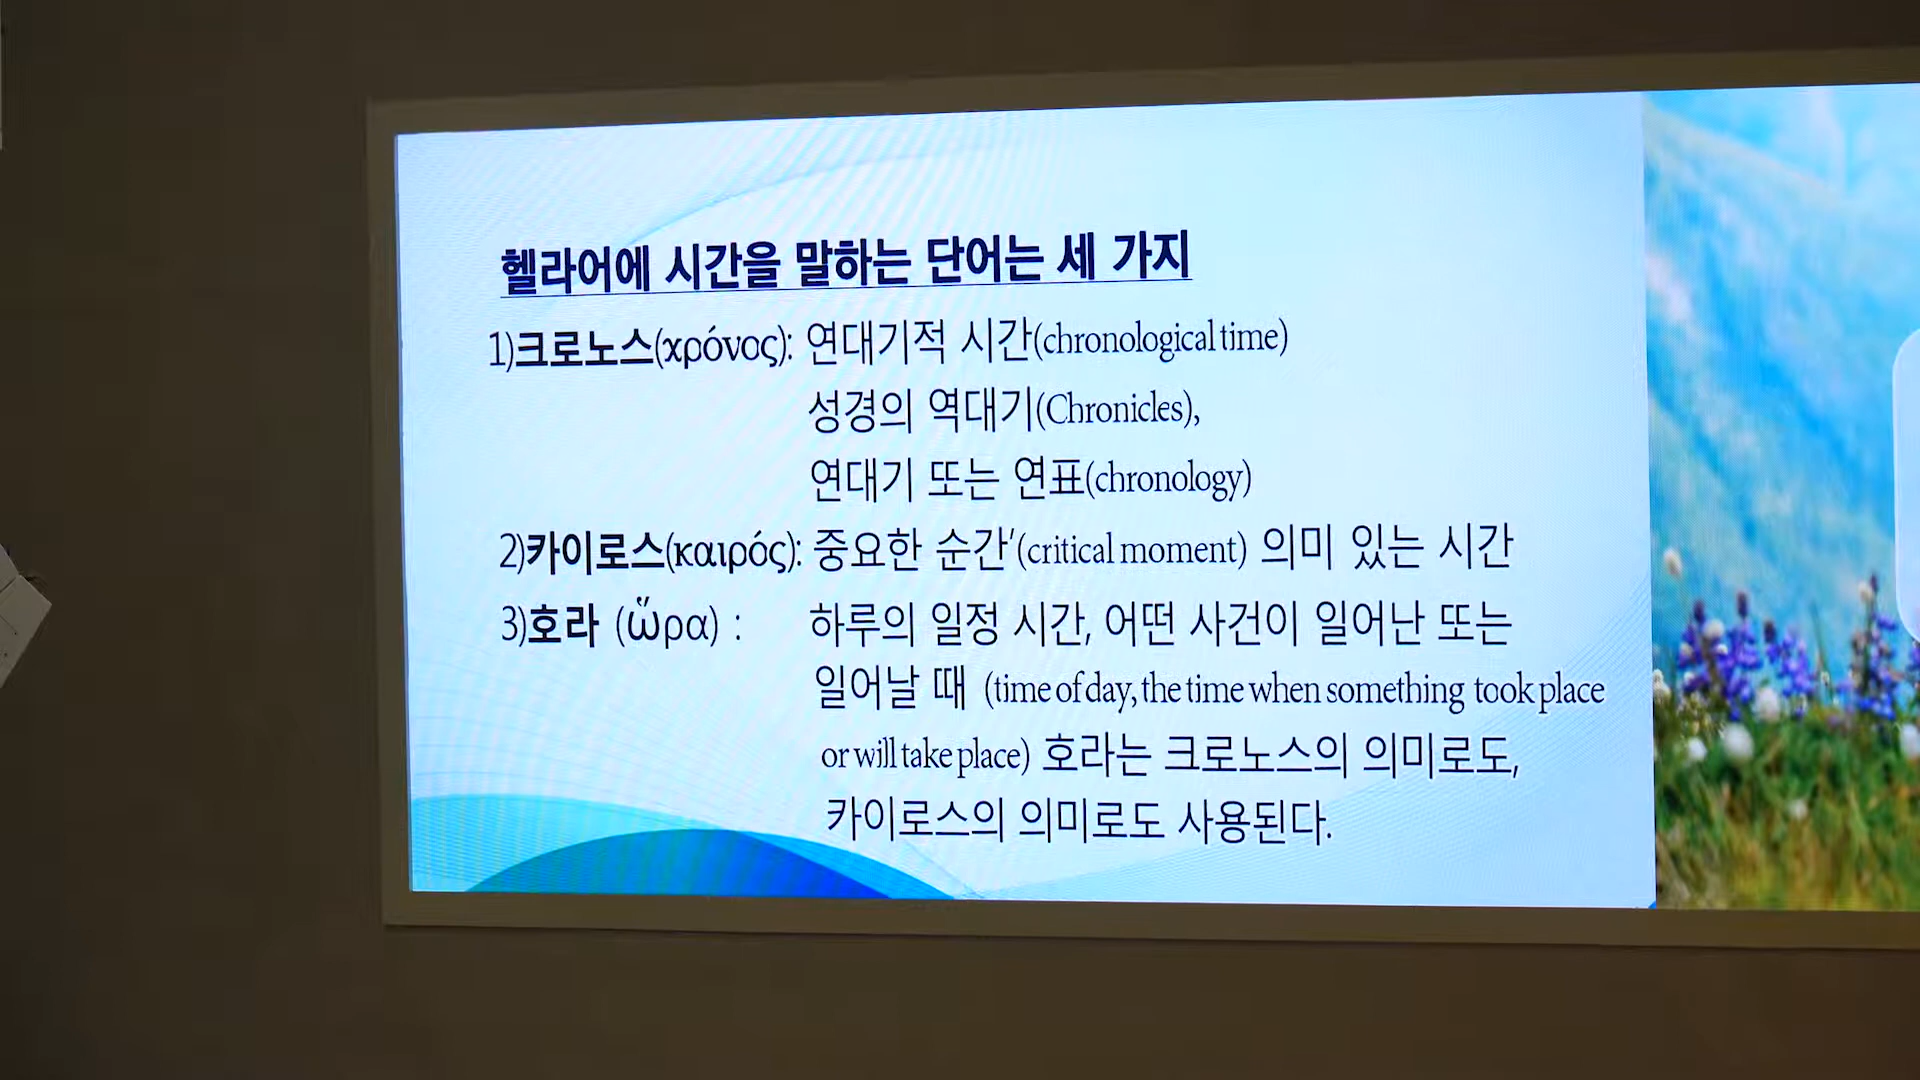 헬라어에 시간을 말하는 단어는 세 가지
1)크로노스(χρόνος): 연대기적 시간(chronological time)
성경의 역대기(Chronicles),
연대기 또는 연표(chronology)
2)카이로스(καιρός): 중요한 순간'(critical moment) 의미 있는 시간
3)호라 (ὥρα) : 하루의 일정 시간, 어떤 사건이 일어난 또는
일어날 때 (time of day, the time when something took place
or will take place) 호라는 크로노스의 의미로도,
카이로스의 의미로도 사용된다.